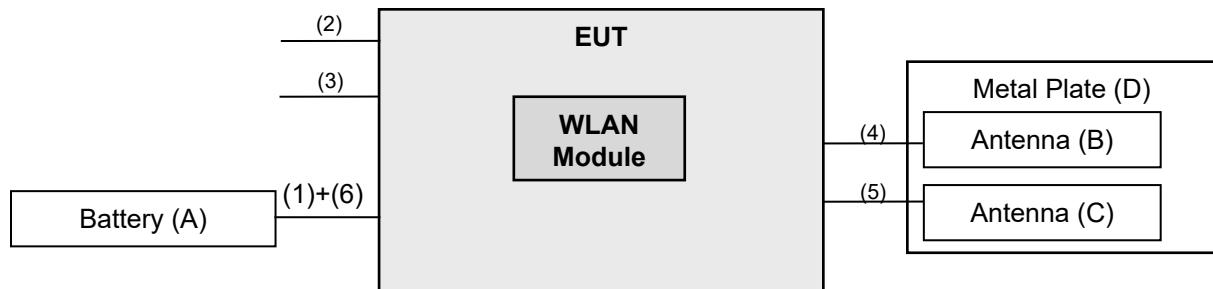 (2)
EUT
(3)
Metal Plate (D)
WLAN
Module
(4)
Antenna (B)
(1)+(6)
(5)
Battery (A)
Antenna (C)